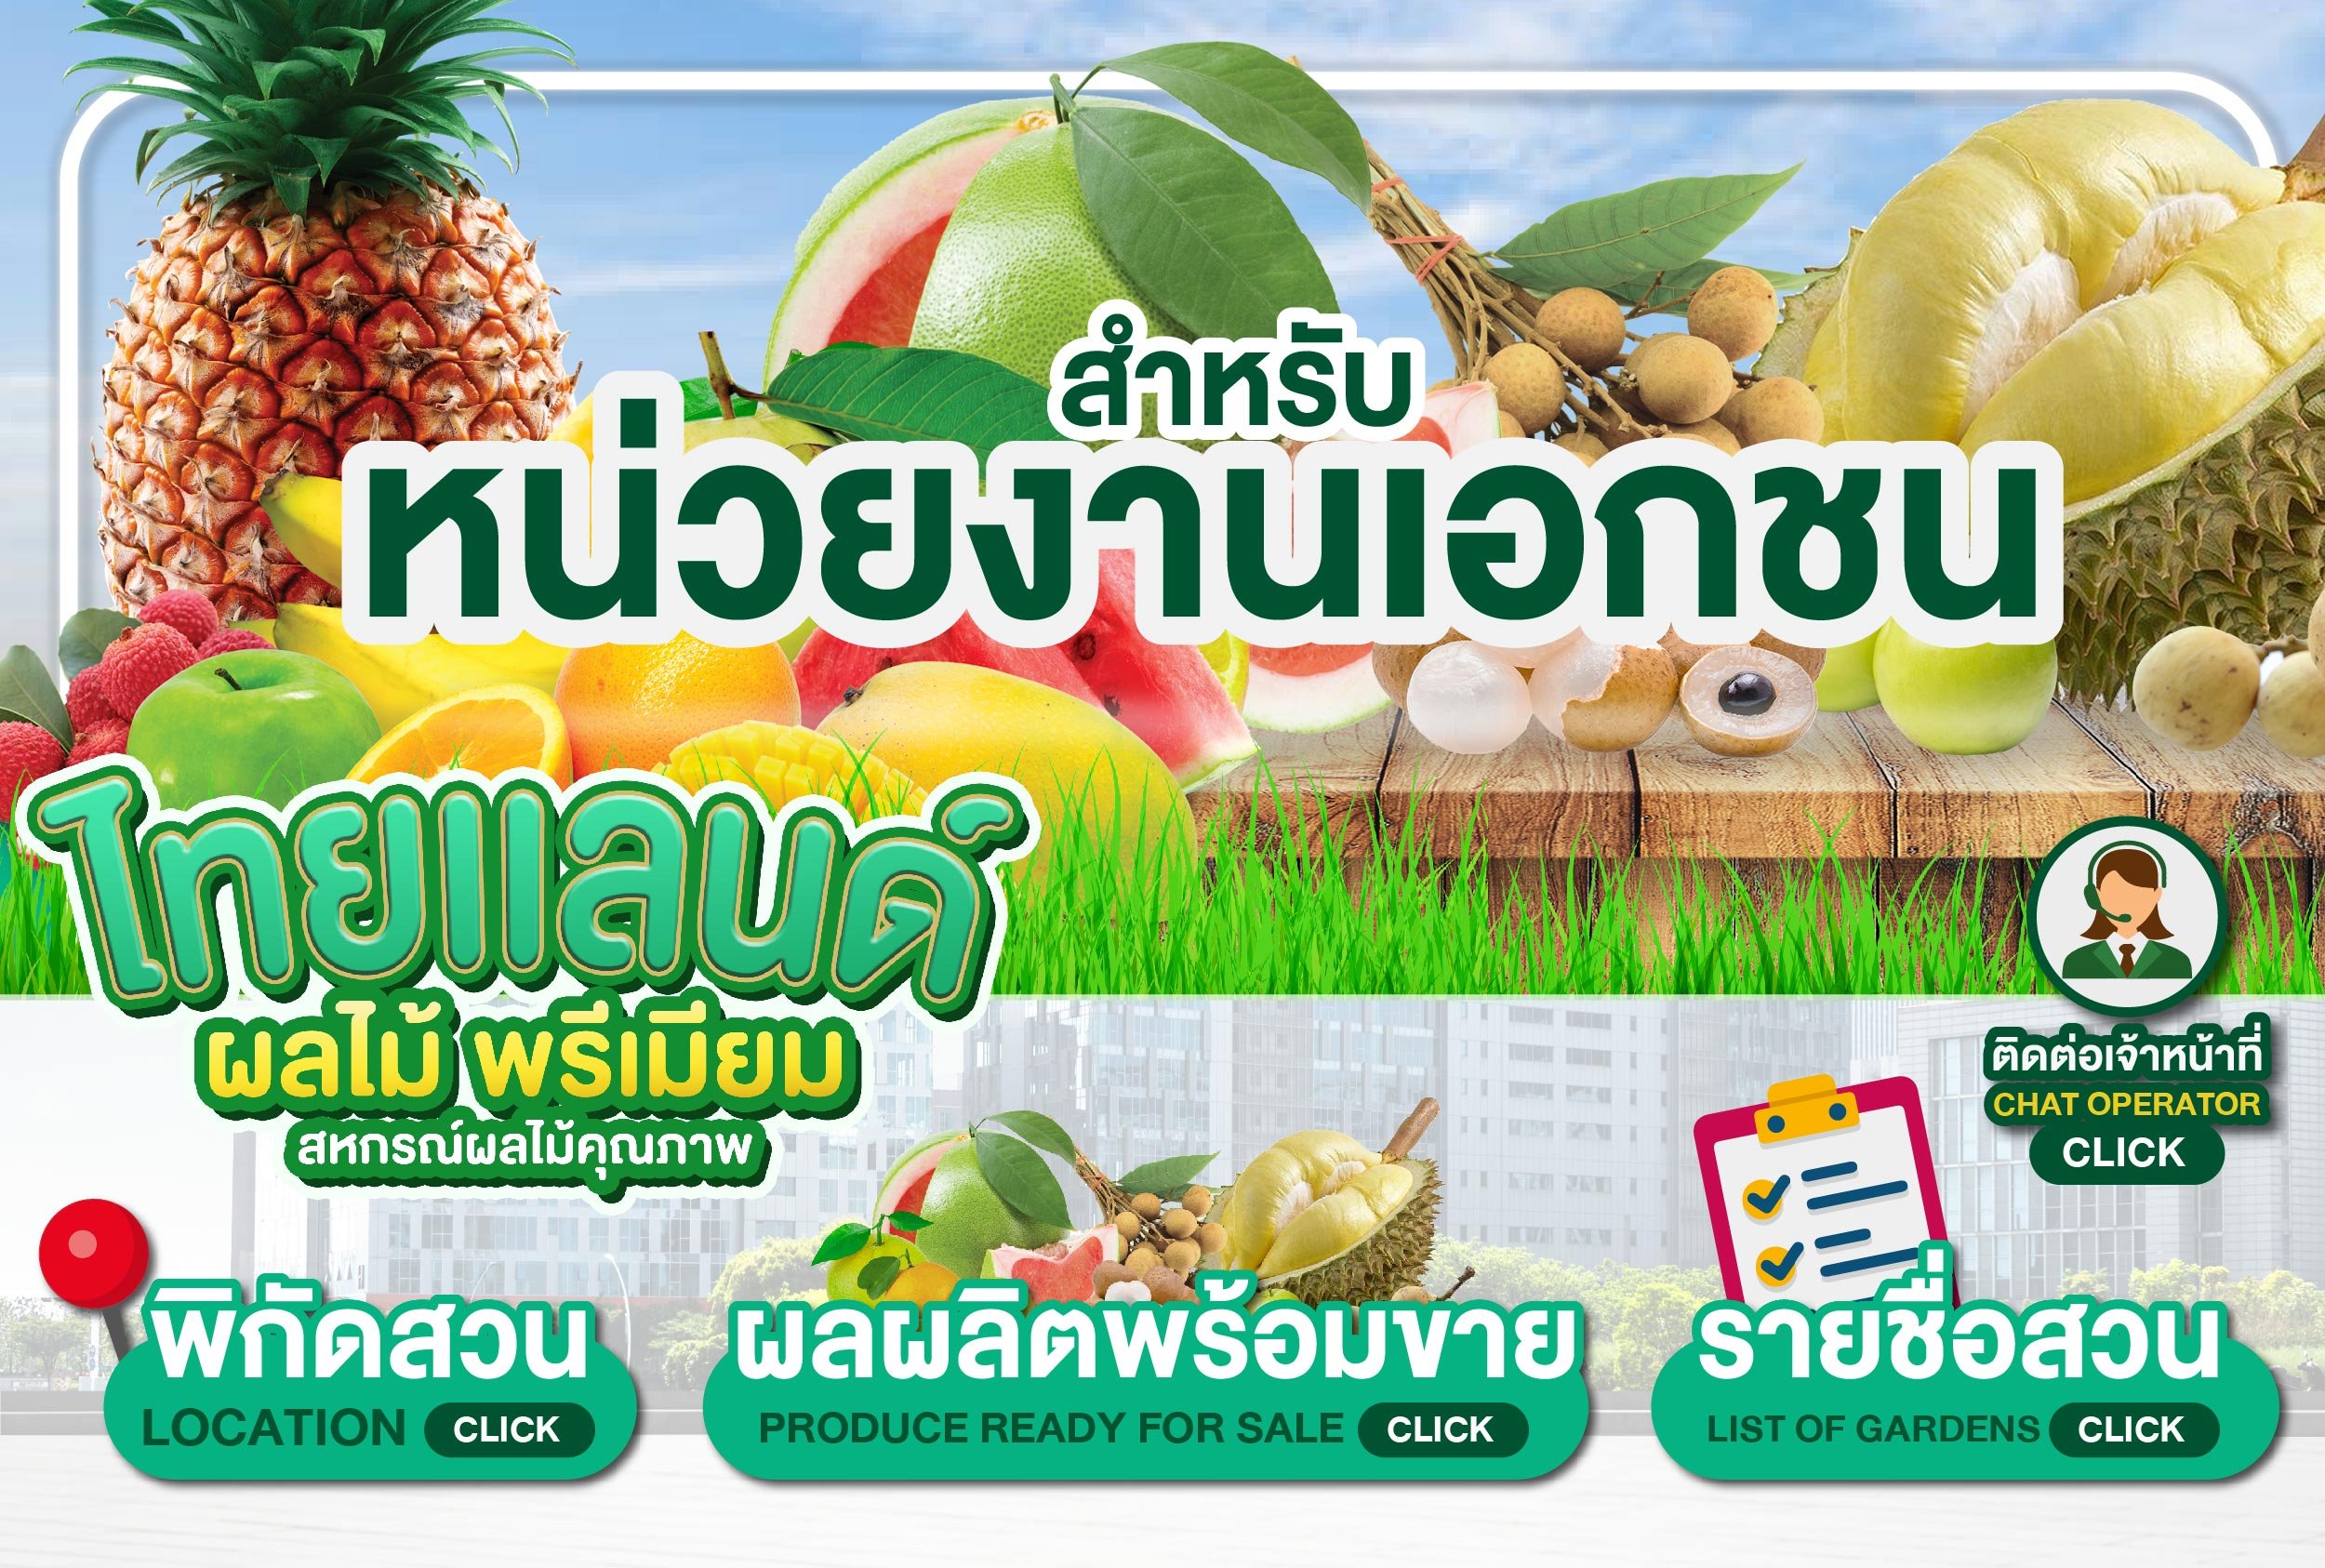 สำหรับ
หน่วยงานเอกชน
ไทยแลนด์
ผลไม้ พรีเมียม
สหกรณ์ผลไม้คุณภาพ
ติดต่อเจ้าหน้าที่
CHAT OPERATOR
CLICK
พิกัดสวน
LOCATION CLICK
ผลผลิตพร้อมขาย
PRODUCE READY FOR SALE CLICK
รายชื่อสวน
LIST OF GARDENS CLICK